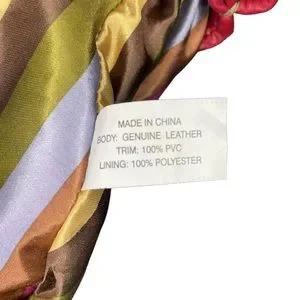 MADE IN CHINA
BODY: GENUINE LEATHER
TRIM: 100% PVC
LINING: 100% POLYESTER